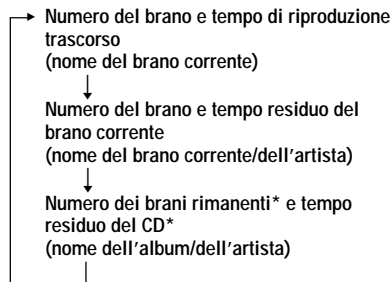 Numero del brano e tempo di riproduzione
trascorso
(nome del brano corrente)
Numero del brano e tempo residuo del
brano corrente
(nome del brano corrente/dell'artista)
Numero dei brani rimanenti* e tempo
residuo del CD*
(nome dell'album/dell'artista)